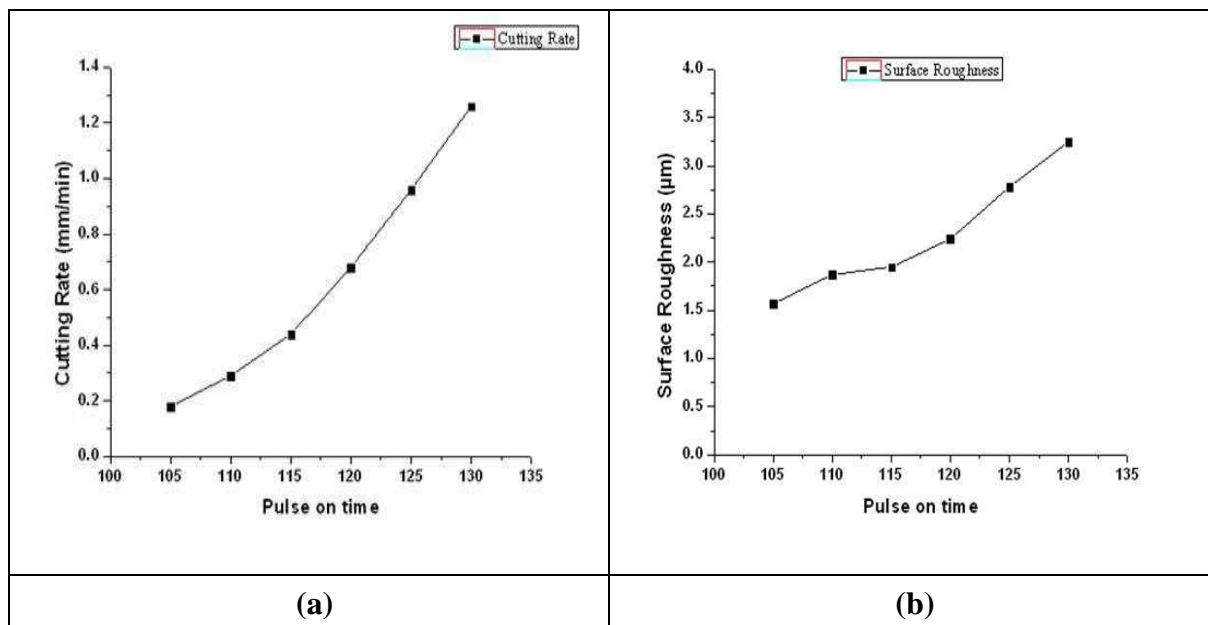 Cutting Rate
1.4
1.2
1.0
0.8
0.6
0.4
0.2
0.0
Cutting Rate (mm/min)
100 105 110 115 120 125 130 135
Pulse on time
(a)
Surface Roughness
4.0
3.5
3.0
2.5
2.0
1.5
1.0
0.5
0.0
Surface Roughness (µm)
100 105 110 115 120 125 130 135
Pulse on time
(b)